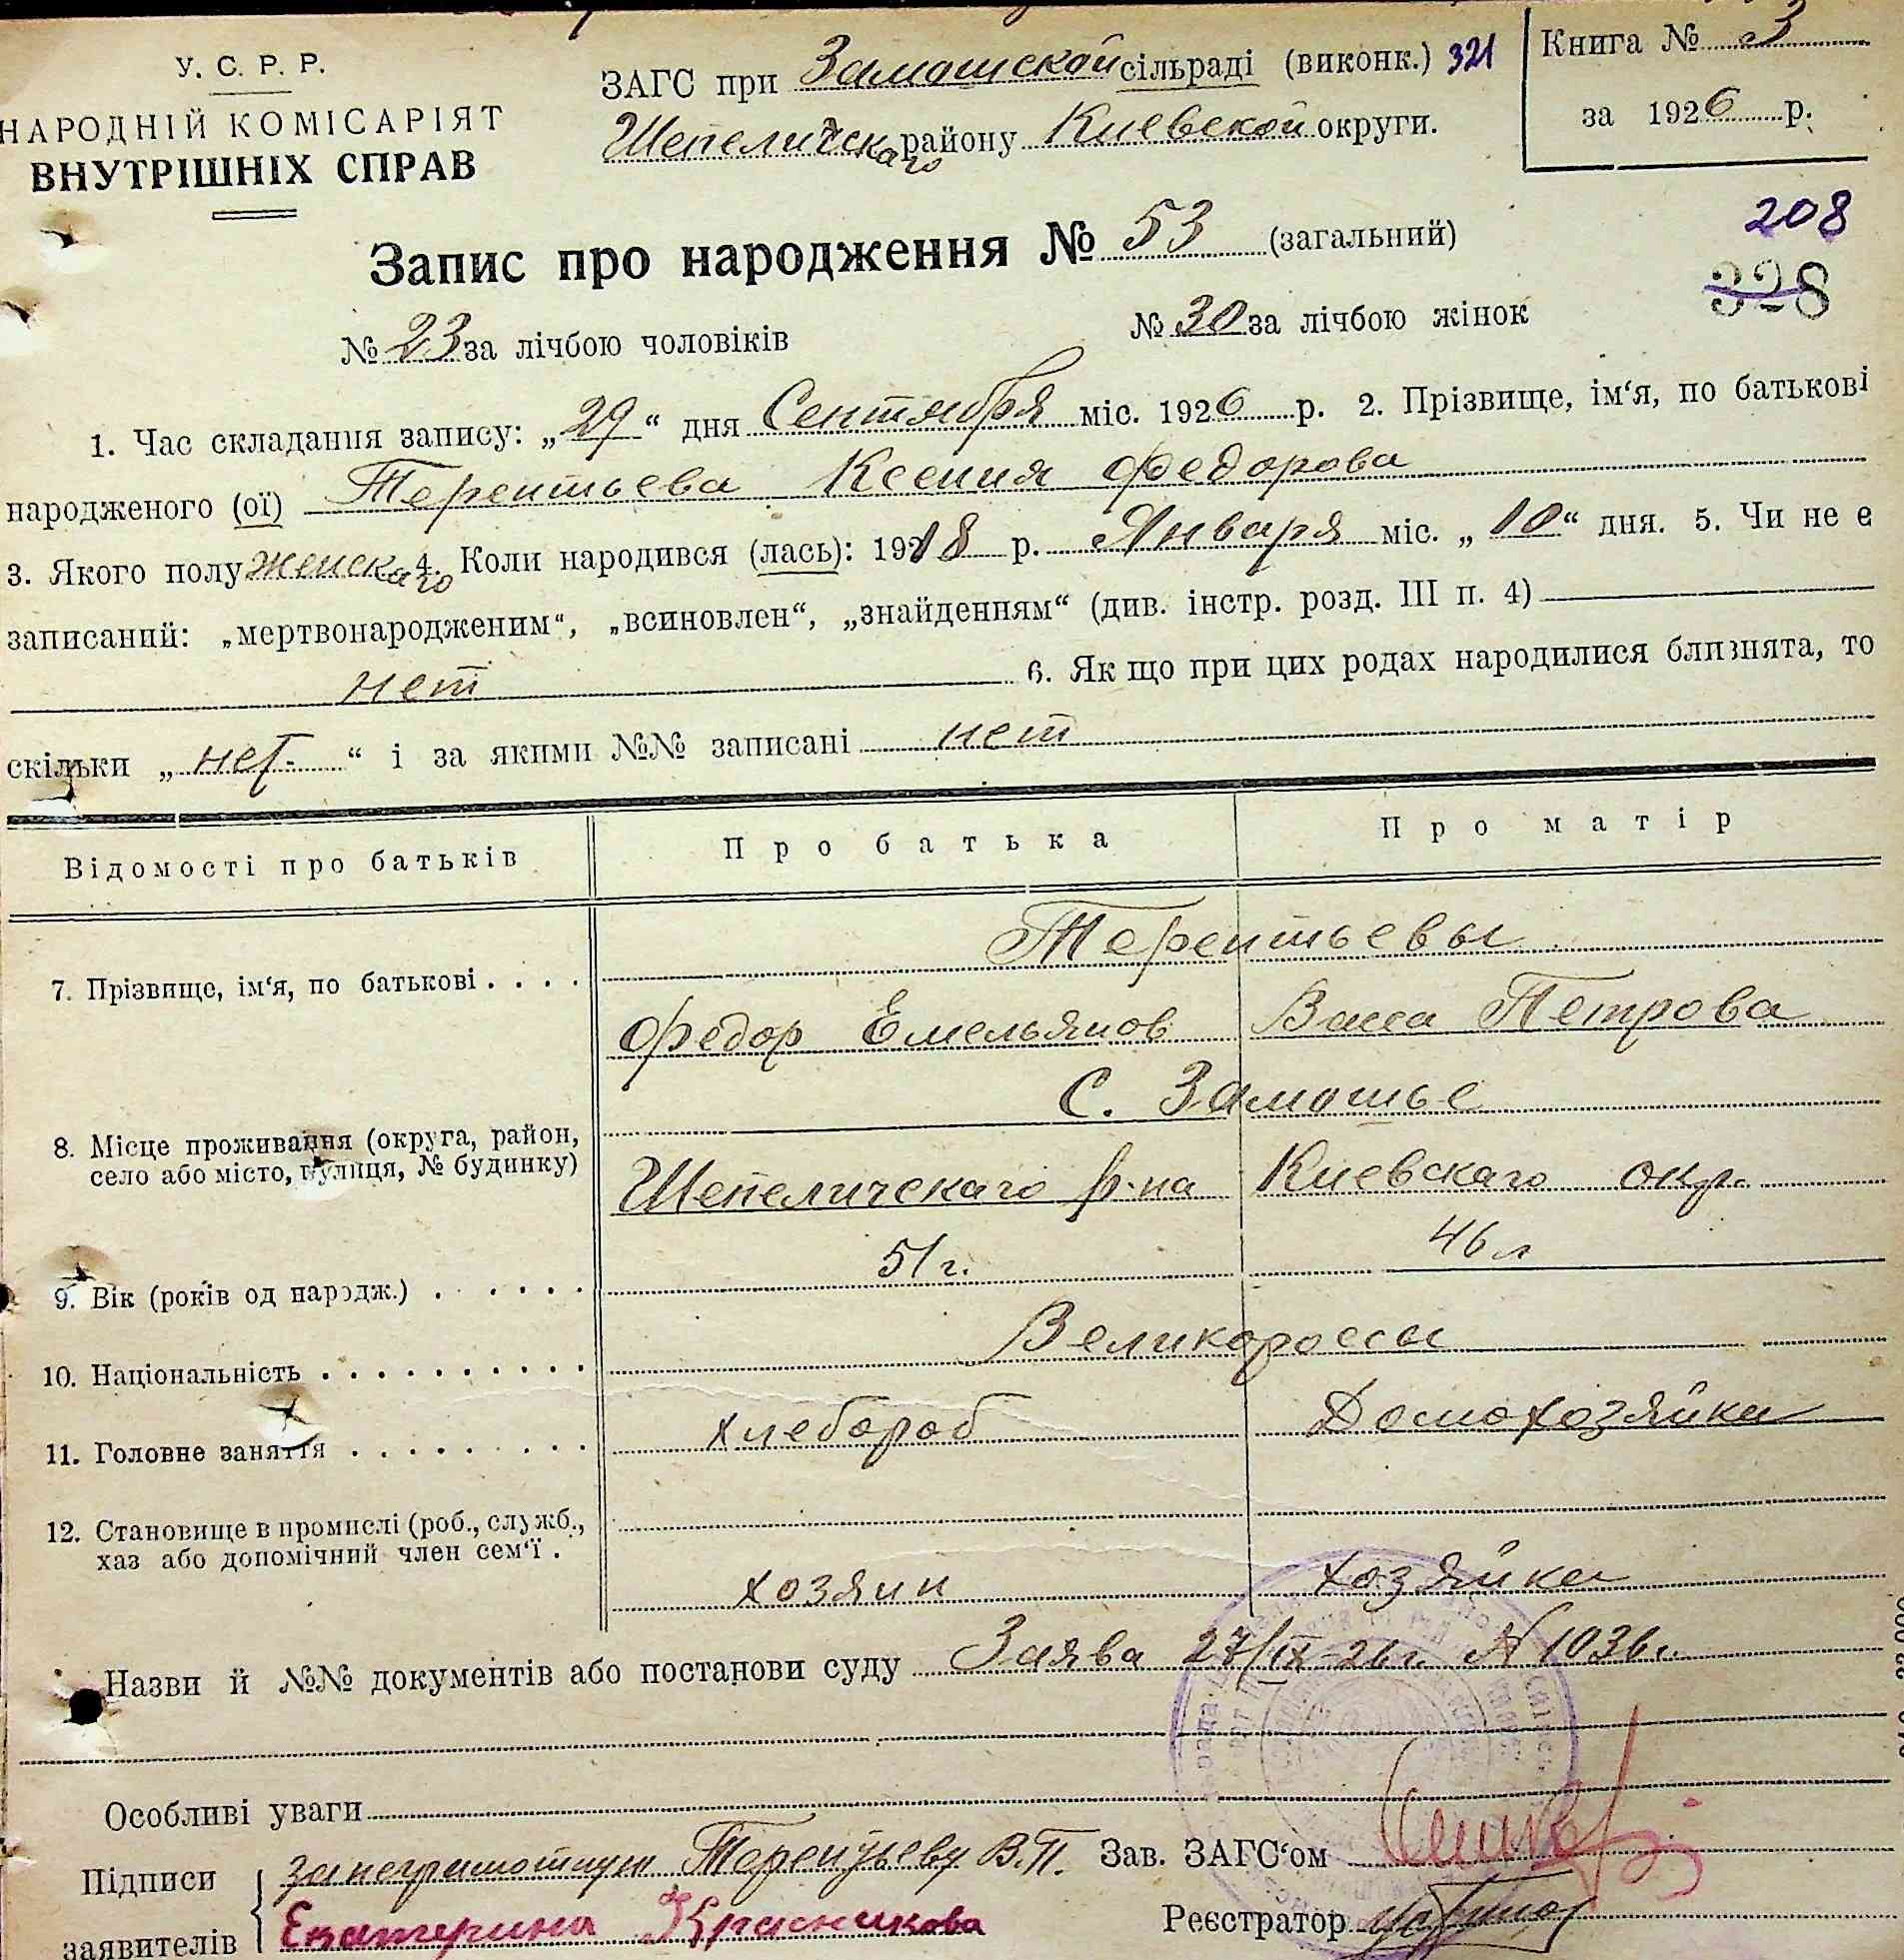 У. С. Р. Р.
НАРОДНІЙ КОМІСАРІЯТ
ВНУТРІШНІХ СПРАВ
ЗАГС при Замошской сільраді (виконк.) 321
Шепеличскаго району Киевской округи.
Книга № 3
за 1926 р.
Запис про народження № 53 (загальний)
208
328
№ 23 за лічбою чоловіків № 30 за лічбою жінок
1. Час складання запису: „29“ дня Сентября міс. 1926 р. 2. Прізвище, ім‘я, по батькові
народженого (ої) Терентьева Ксения Федорова
3. Якого полу женскаго 4. Коли народився (лась): 1918 р. Января міс. „10“ дня. 5. Чи не є
записаний: „мертвонародженим“, „всиновлен“, „знайденням“ (див. інстр. розд. III п. 4)
нет 6. Як що при цих родах народилися близнята, то
скільки „нет“ і за якими №№ записані нет
Відомості про батьків Про батька Про матір
Терентьевы
7. Прізвище, ім‘я, по батькові . . . .
Федор Емельянов Васса Петрова
С. Замошье
8. Місце проживання (округа, район,
село або місто, вулиця, № будинку)
Шепеличскаго р-на Киевскаго окр.
51 г. 46 л
9. Вік (років од народж.) . . . . . .
Великороссы
10. Національність . . . . . . . . . .
хлебороб Домохозяйка
11. Головне заняття . . . . . . . . .
12. Становище в промислі (роб., служб.,
хаз або допомічний член сем‘ї .
хозяин хозяйка
Назви й №№ документів або постанови суду Заява 27/IX-26 г. N 1036.
Особливі уваги
Підписи за неграмотную Терентьеву В.П. Зав. ЗАГС‘ом
заявителів Екатерина Красникова Реєстратор